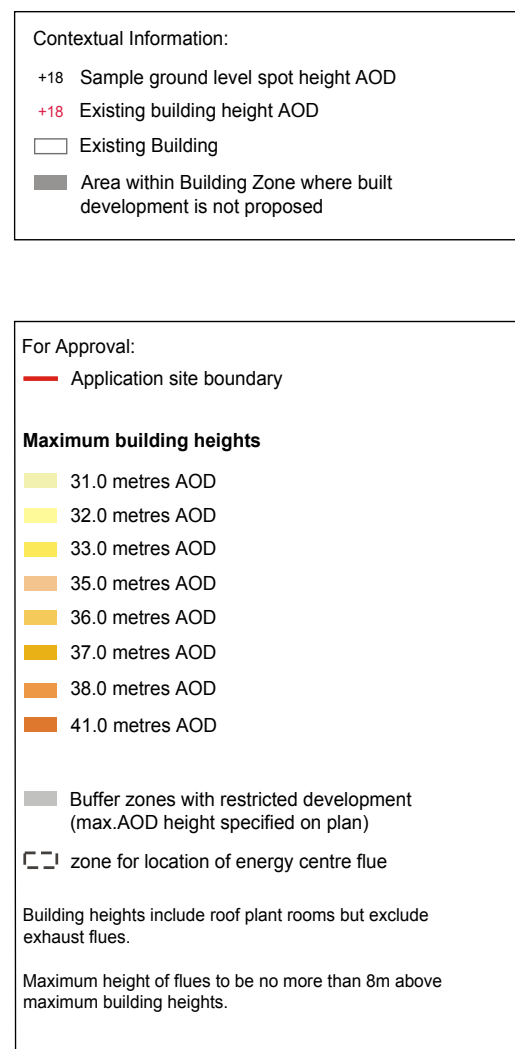 Contextual Information:
+18 Sample ground level spot height AOD
+18 Existing building height AOD
Existing Building
Area within Building Zone where built
development is not proposed
For Approval:
Application site boundary
Maximum building heights
31.0 metres AOD
32.0 metres AOD
33.0 metres AOD
35.0 metres AOD
36.0 metres AOD
37.0 metres AOD
38.0 metres AOD
41.0 metres AOD
Buffer zones with restricted development
(max.AOD height specified on plan)
zone for location of energy centre flue
Building heights include roof plant rooms but exclude
exhaust flues.
Maximum height of flues to be no more than 8m above
maximum building heights.